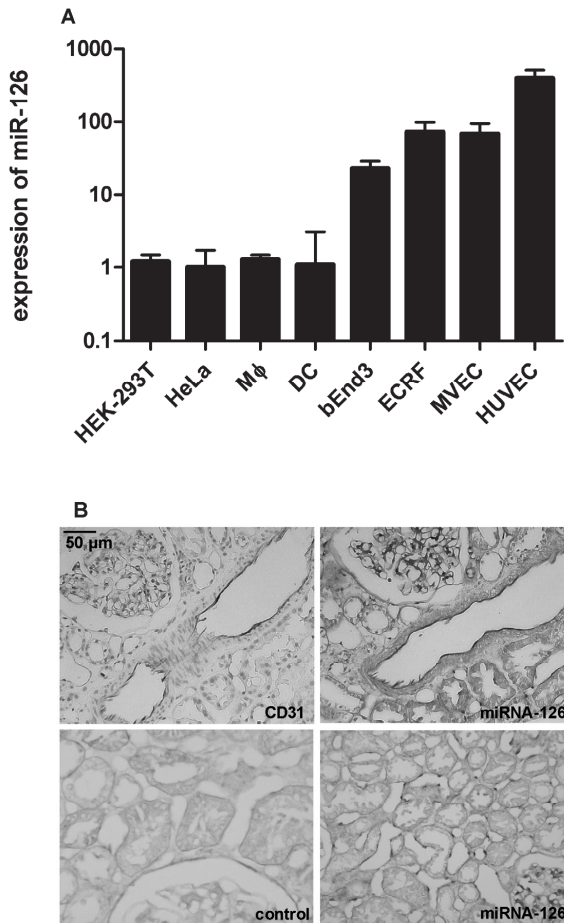 A
expression of miR-126
1000
100
10
1
0.1
HEK-293T
HeLa
Mϕ
DC
bEnd3
ECRF
MVEC
HUVEC
B
50 µm
CD31
miRNA-126
control
miRNA-126